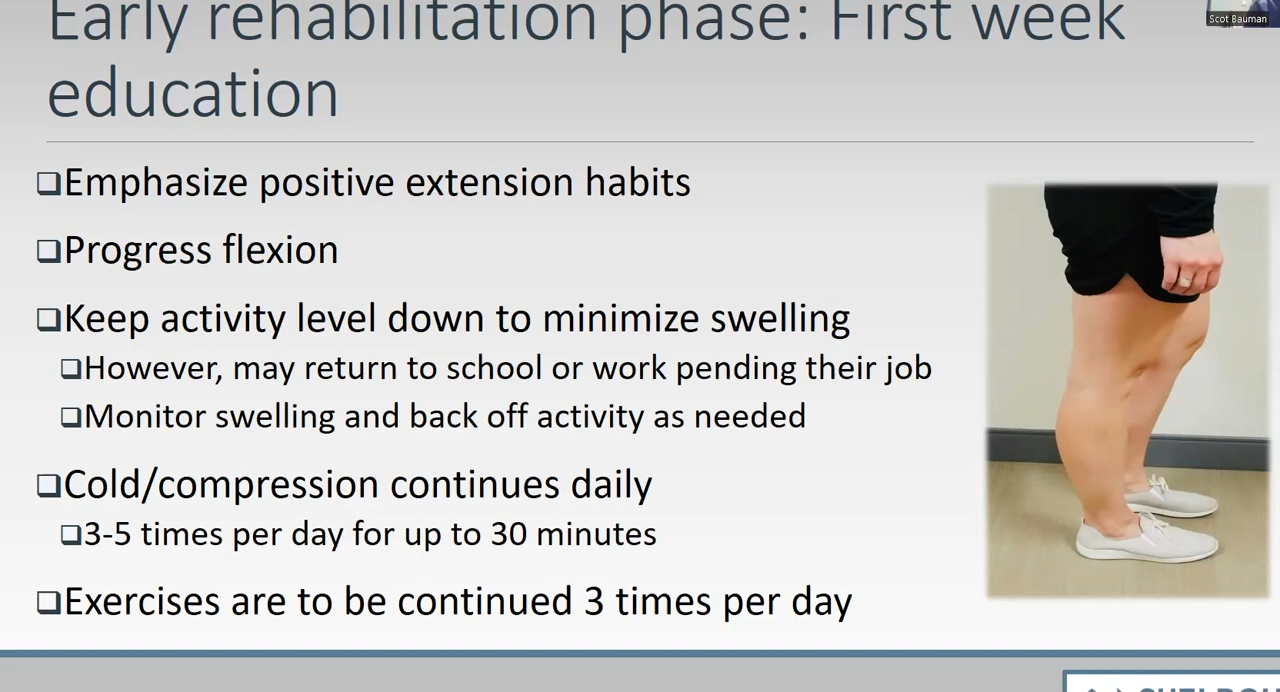 Early rehabilitation phase: First week
education
Scot Bauman
❑Emphasize positive extension habits
❑Progress flexion
❑Keep activity level down to minimize swelling
❑However, may return to school or work pending their job
❑Monitor swelling and back off activity as needed
❑Cold/compression continues daily
❑3-5 times per day for up to 30 minutes
❑Exercises are to be continued 3 times per day